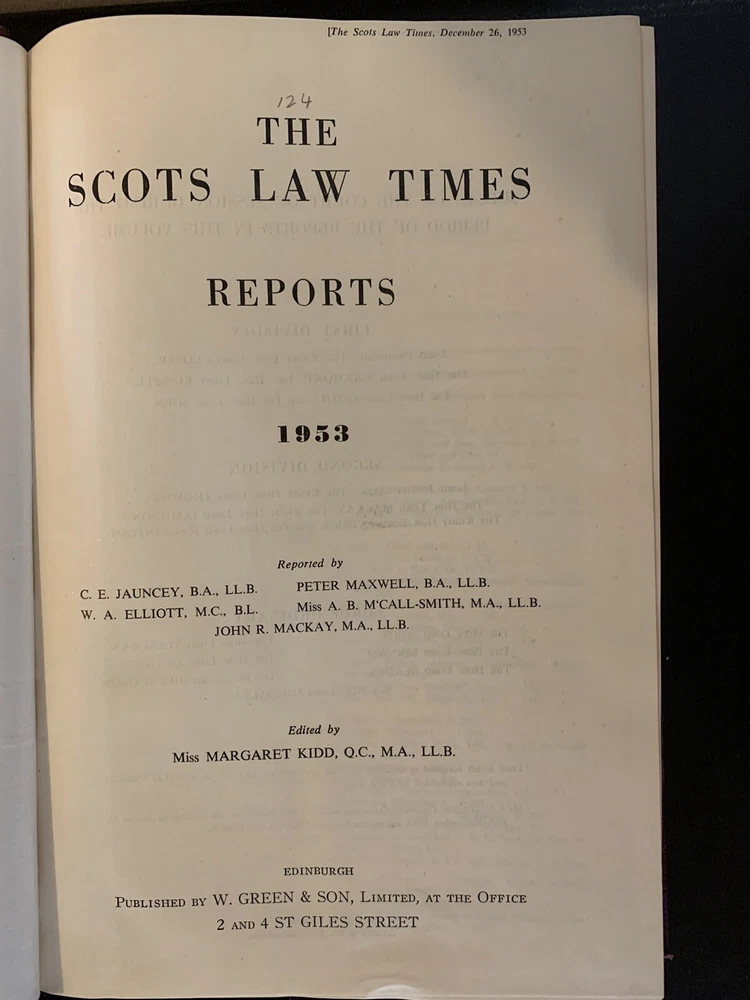 [The Scots Law Times, December 26, 1953
124
THE
SCOTS LAW TIMES
REPORTS
1953
Reported by
C. E. JAUNCEY, B.A., LL.B. PETER MAXWELL, B.A., LL.B.
W. A. ELLIOTT, M.C., B.L. Miss A. B. M'CALL-SMITH, M.A., LL.B.
JOHN R. MACKAY, M.A., LL.B.
Edited by
Miss MARGARET KIDD, Q.C., M.A., LL.B.
EDINBURGH
PUBLISHED BY W. GREEN & SON, LIMITED, AT THE OFFICE
2 AND 4 ST GILES STREET